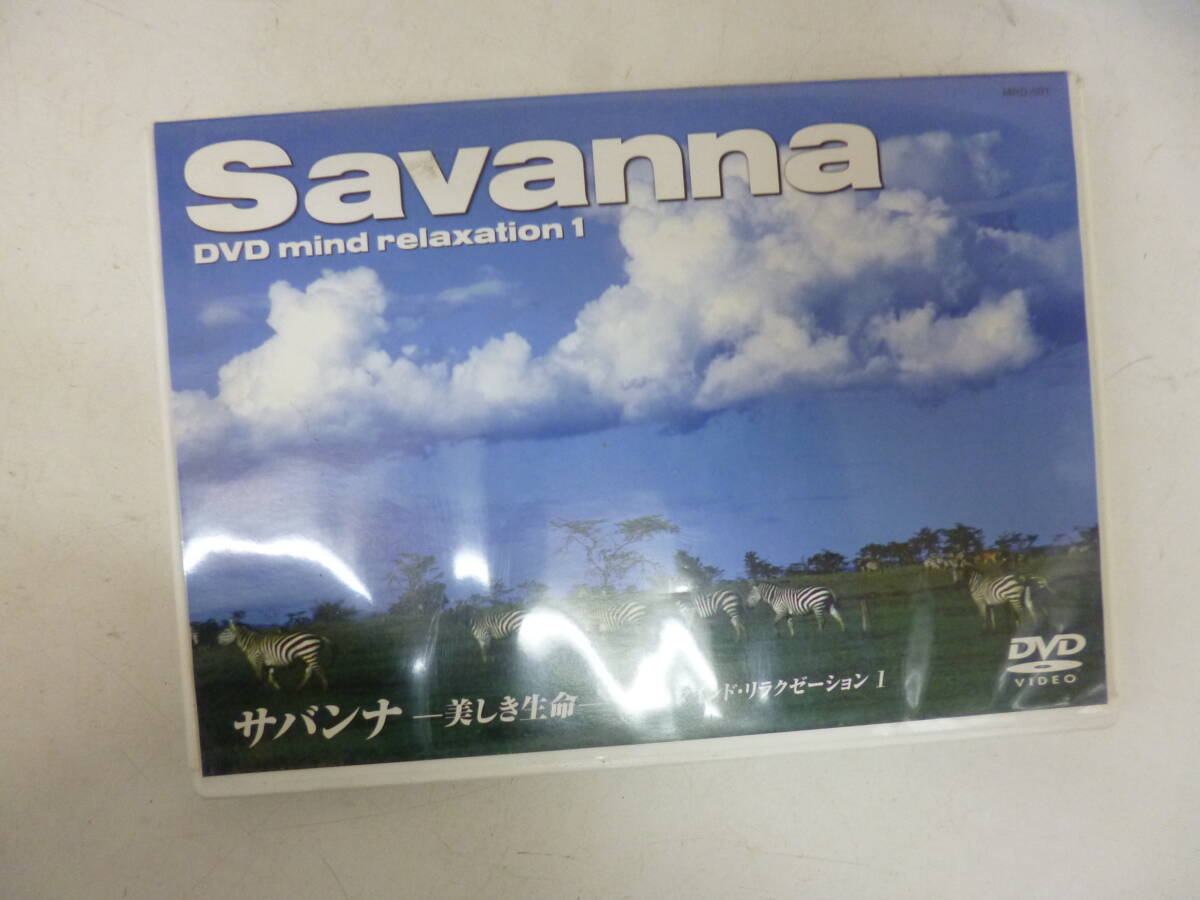 Savanna
DVD mind relaxation 1
サバンナ ―美しき生命―
ンド・リラクゼーション I
DVD
VIDEO